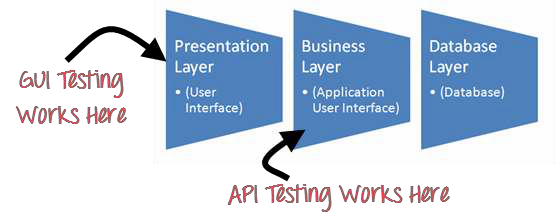 GUI Testing
Works Here
Presentation
Layer
• (User
Interface)
Business
Layer
• (Application
User Interface)
Database
Layer
• (Database)
API Testing Works Here